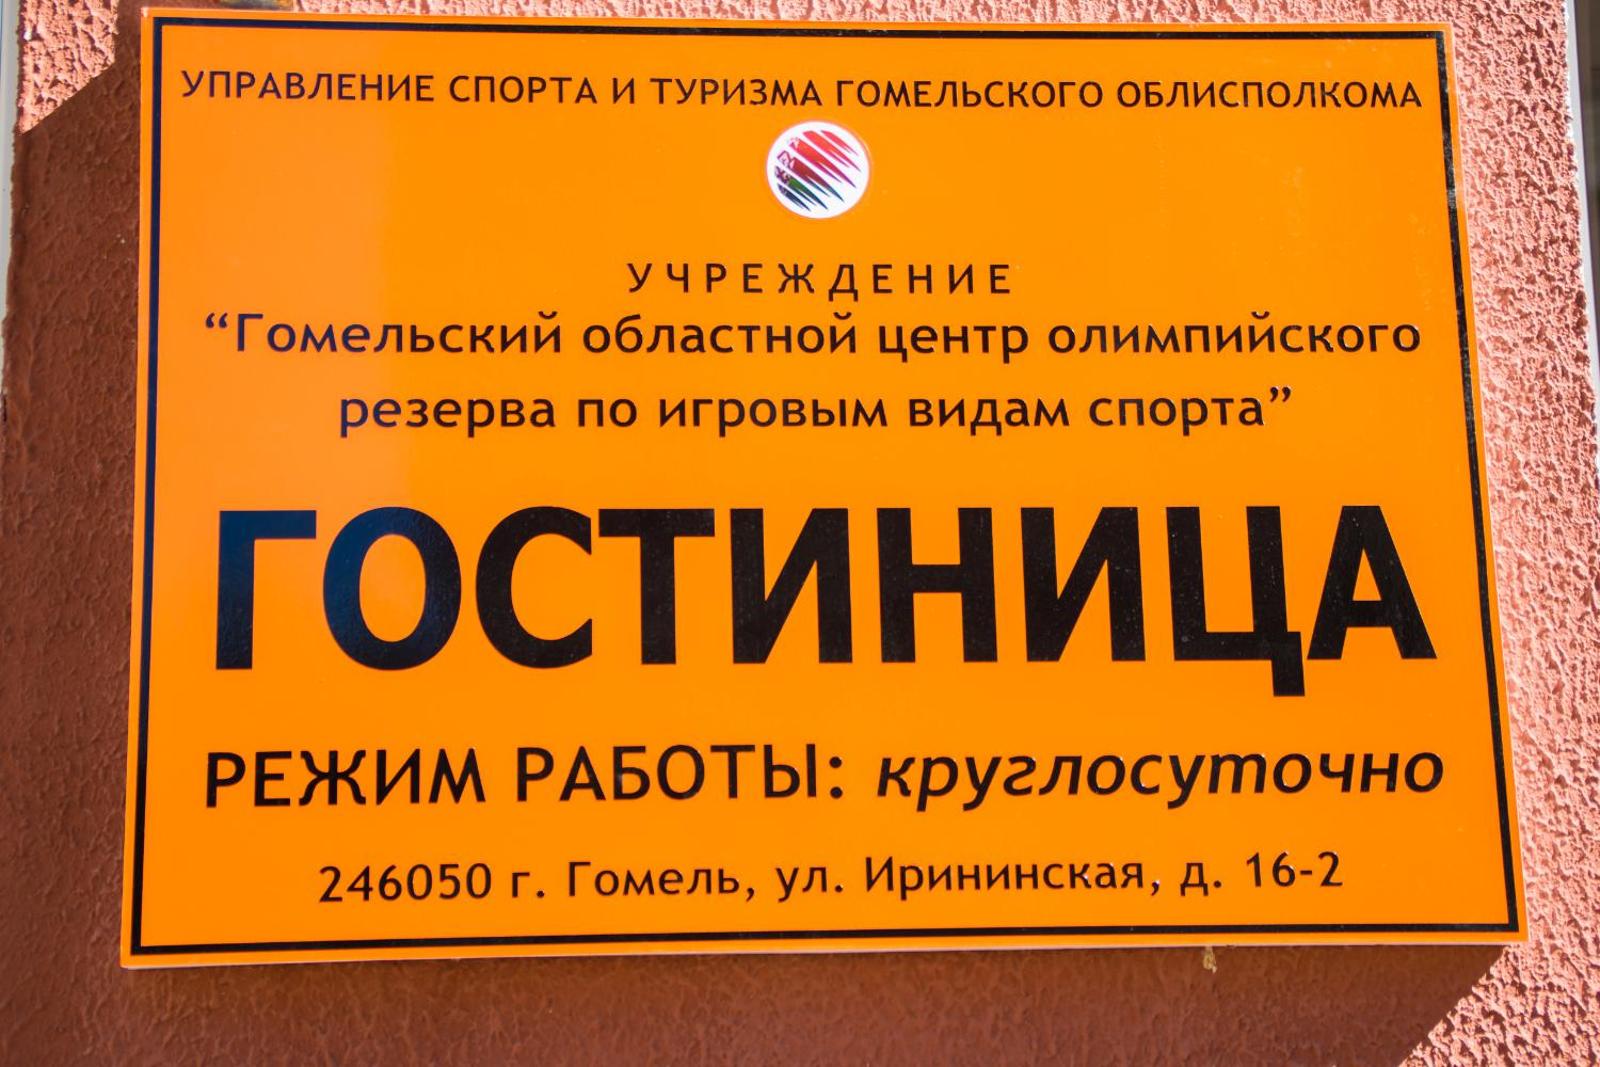 УПРАВЛЕНИЕ СПОРТА И ТУРИЗМА ГОМЕЛЬСКОГО ОБЛИСПОЛКОМА
УЧРЕЖДЕНИЕ
“Гомельский областной центр олимпийского
резерва по игровым видам спорта”
ГОСТИНИЦА
РЕЖИМ РАБОТЫ: круглосуточно
246050 г. Гомель, ул. Ирининская, д. 16-2